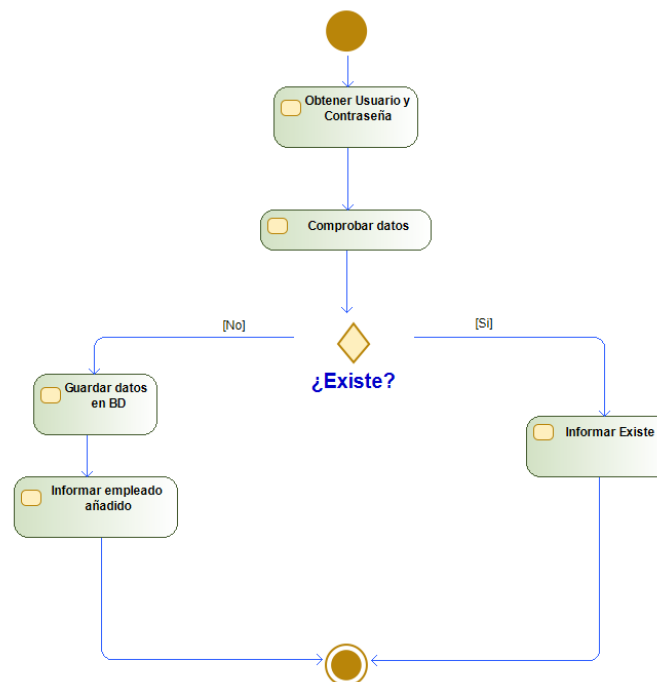 Obtener Usuario y
Contraseña
Comprobar datos
[No]
[Si]
¿Existe?
Guardar datos
en BD
Informar Existe
Informar empleado
añadido